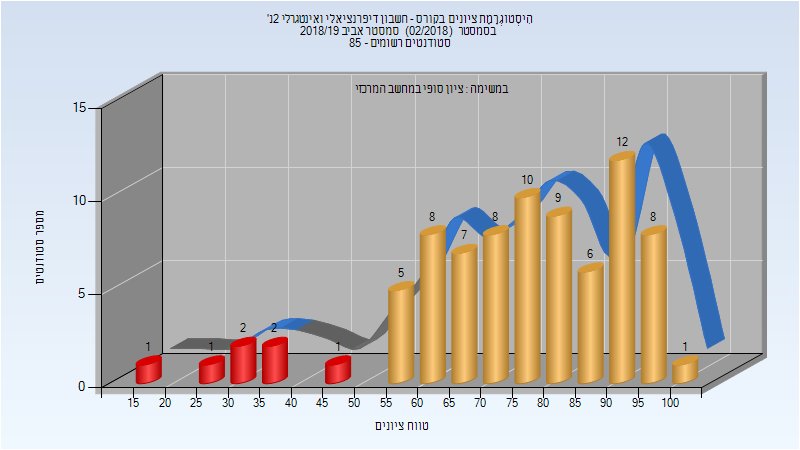 הִיסְטוֹגְרָמַת ציונים בקורס - חשבון דיפרנציאלי ואינטגרלי 2נ'
בסמסטר (02/2018) סמסטר אביב 2018/19
סטודנטים רשומים - 85
במשימה : ציון סופי במחשב המרכזי
מספר סטודנטים
15
10
5
0
1 1 2 2 1 5 8 7 8 10 9 6 12 8 1
15 20 25 30 35 40 45 50 55 60 65 70 75 80 85 90 95 100
טווח ציונים